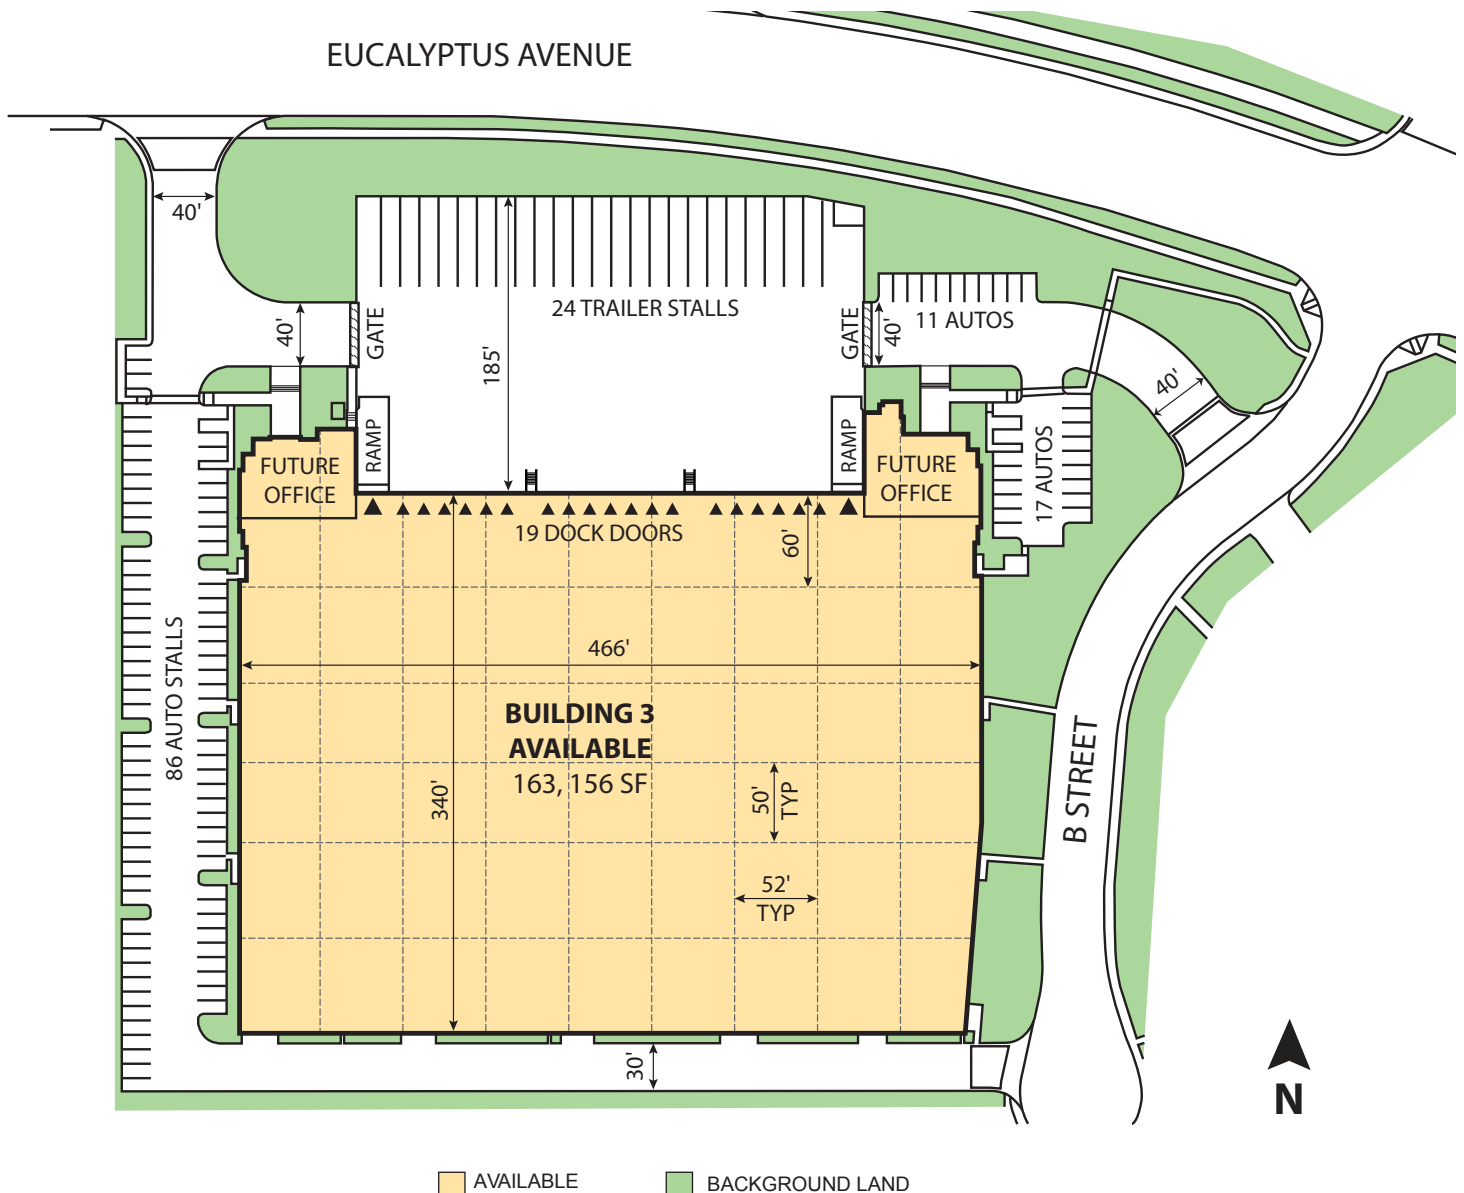 EUCALYPTUS AVENUE
40'
40'
GATE
185'
24 TRAILER STALLS
GATE
40'
11 AUTOS
40'
RAMP
RAMP
FUTURE
OFFICE
FUTURE
OFFICE
17 AUTOS
19 DOCK DOORS
60'
86 AUTO STALLS
466'
BUILDING 3
AVAILABLE
163, 156 SF
340'
50'
TYP
52'
TYP
B STREET
30'
N
AVAILABLE
BACKGROUND LAND